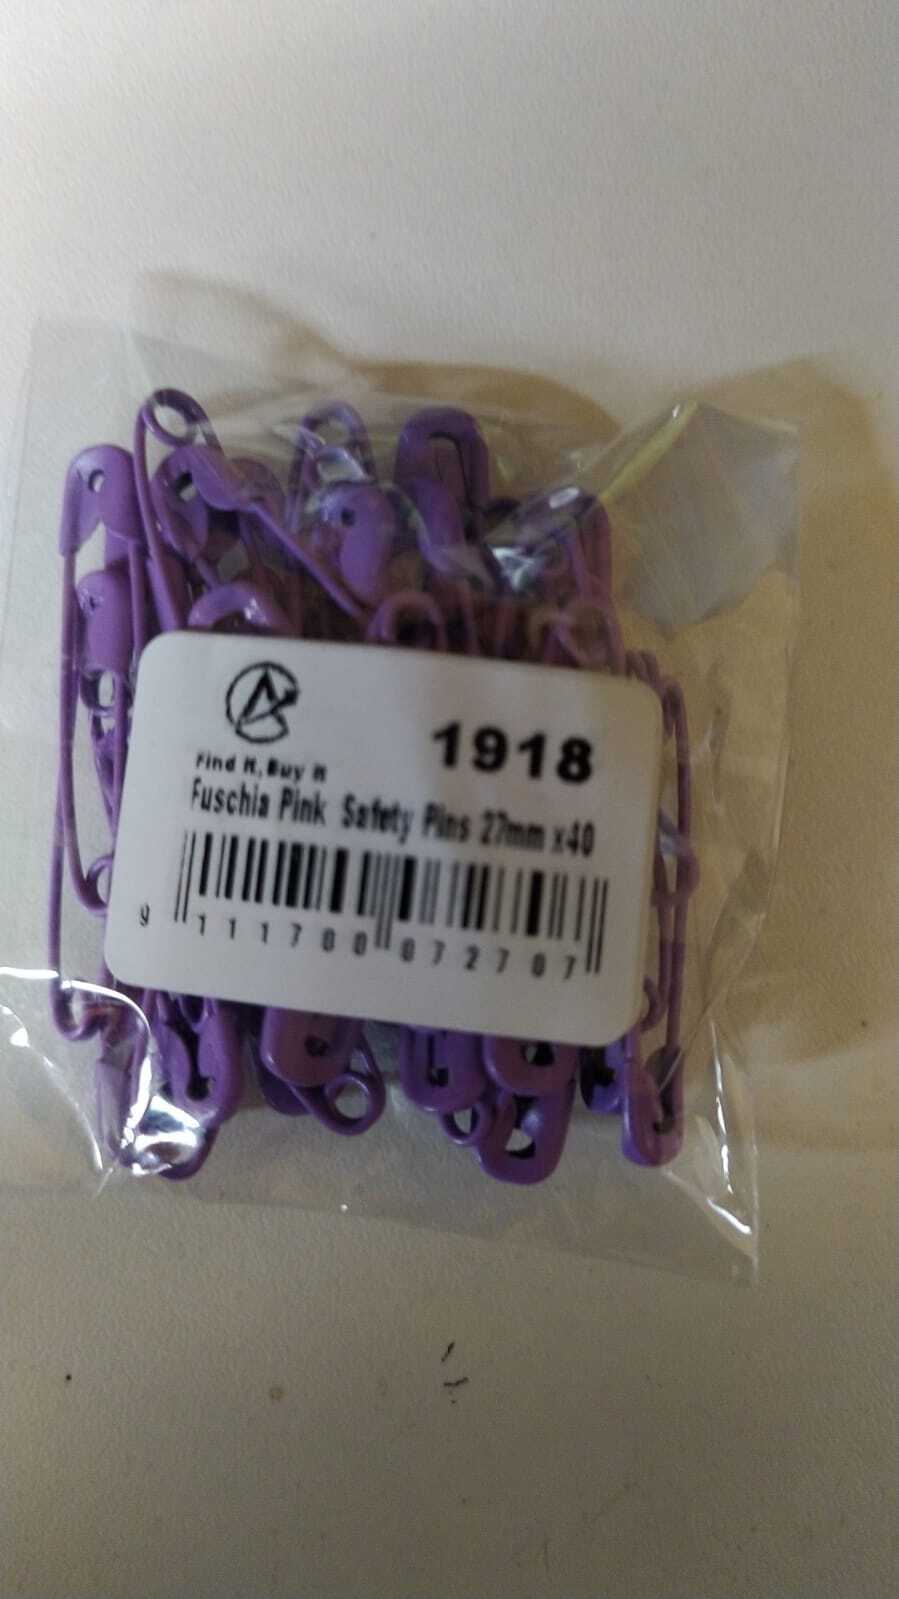 1918
Find It, Buy It
Fuschia Pink Safety Pins 27mm x40
9 111700 072707